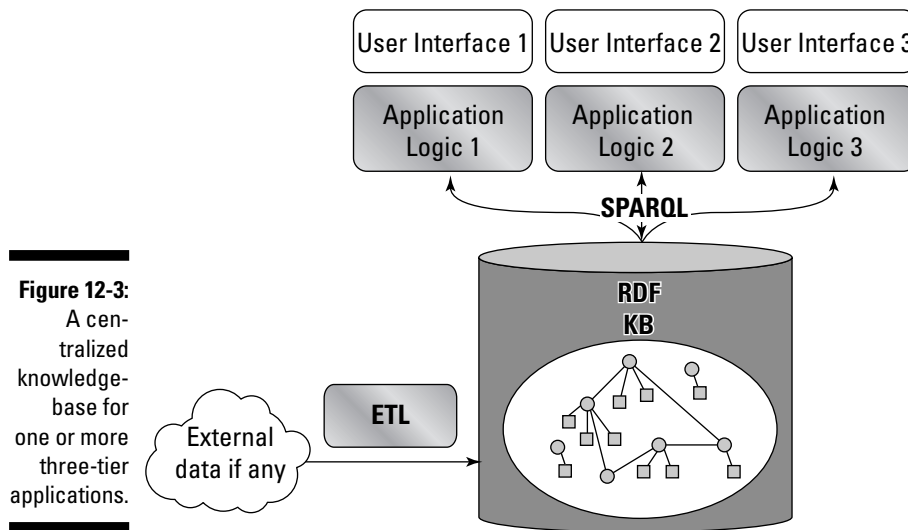 User Interface 1
User Interface 2
User Interface 3
Application
Logic 1
Application
Logic 2
Application
Logic 3
SPARQL
RDF
KB
ETL
External
data if any
Figure 12-3:
A cen-
tralized
knowledge-
base for
one or more
three-tier
applications.